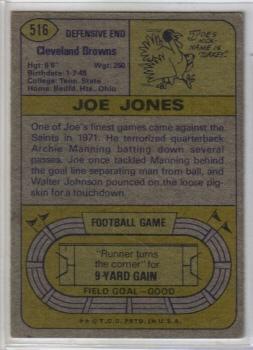 516
DEFENSIVE END
Cleveland Browns
Hgt: 6'6" Wgt: 250
Birthdate: 1-7-48
College: Tenn. State
Home: Bedfd. Hts., Ohio
JOE'S
NICK-
NAME IS
JOE JONES
One of Joe's finest games came against the
Saints in 1971. He terrorized quarterback
Archie Manning batting down several
passes. Joe once tackled Manning behind
the goal line separating man from ball, and
Walter Johnson pounced on the loose pig-
skin for a touchdown.
FOOTBALL GAME
"Runner turns
the corner" for
9-YARD GAIN
FIELD GOAL—GOOD
© T.C.G. PRTD. IN U.S.A.